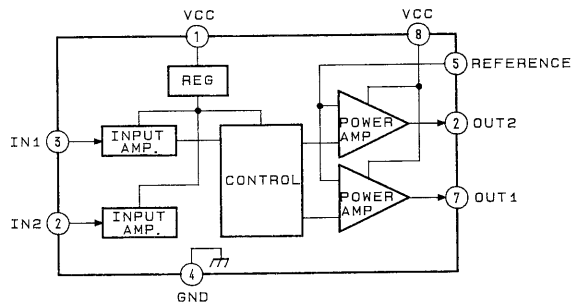 VCC
VCC
1
8
5 REFERENCE
REG
IN1 3
INPUT
AMP.
POWER
AMP
2 OUT2
CONTROL
IN2 2
INPUT
AMP.
POWER
AMP
7 OUT1
4
GND